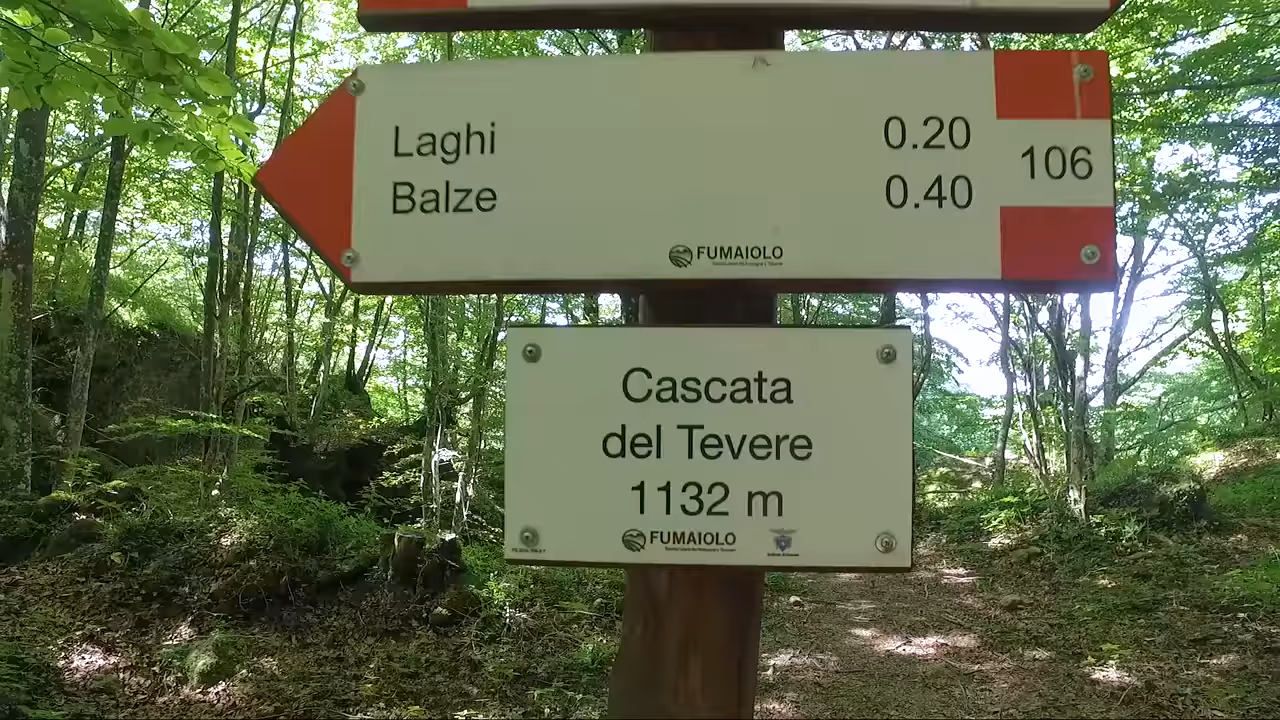 Laghi 0.20
Balze 0.40
106
FUMAIOLO
Cascata
del Tevere
1132 m
FUMAIOLO